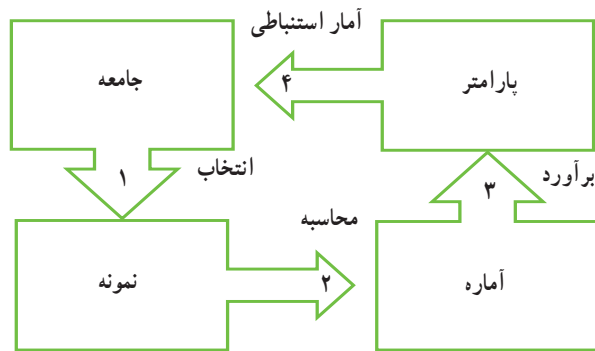 آمار استنباطی
پارامتر
۴
جامعه
برآورد
۳
انتخاب
۱
محاسبه
آماره
۲
نمونه